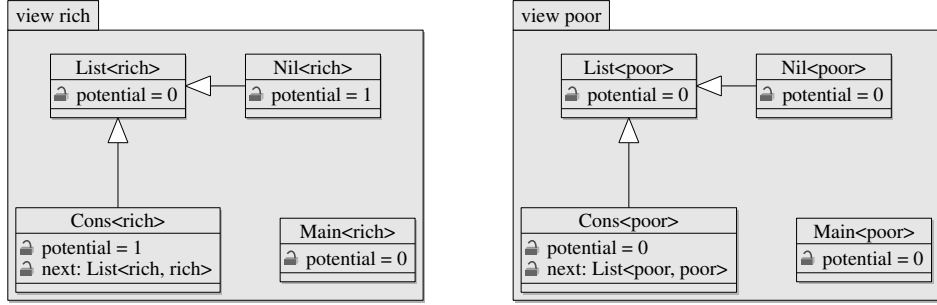 view rich
List<rich>
potential = 0
Nil<rich>
potential = 1
Cons<rich>
potential = 1
next: List<rich, rich>
Main<rich>
potential = 0
view poor
List<poor>
potential = 0
Nil<poor>
potential = 0
Cons<poor>
potential = 0
next: List<poor, poor>
Main<poor>
potential = 0